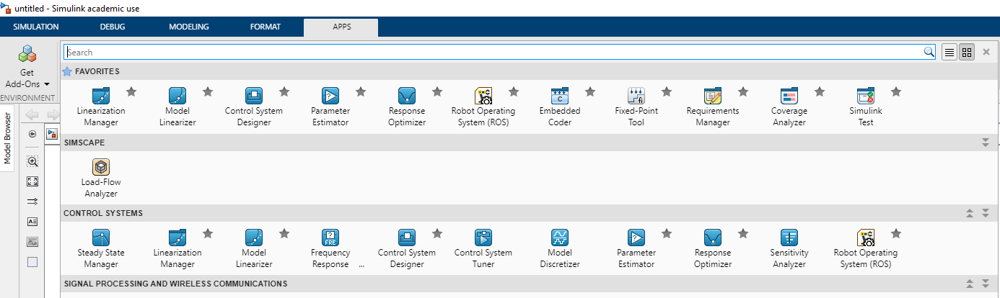 untitled - Simulink academic use
SIMULATION DEBUG MODELING FORMAT APPS
Get
Add-Ons
ENVIRONMENT
Model Browser
Search
FAVORITES
Linearization Model Control System Parameter Response Robot Operating Embedded Fixed-Point Requirements Coverage Simulink
Manager Linearizer Designer Estimator Optimizer System (ROS) Coder Tool Manager Analyzer Test
SIMSCAPE
Load-Flow
Analyzer
CONTROL SYSTEMS
Steady State Linearization Model Frequency Control System Control System Model Parameter Response Sensitivity Robot Operating
Manager Manager Linearizer Response ... Designer Tuner Discretizer Estimator Optimizer Analyzer System (ROS)
SIGNAL PROCESSING AND WIRELESS COMMUNICATIONS